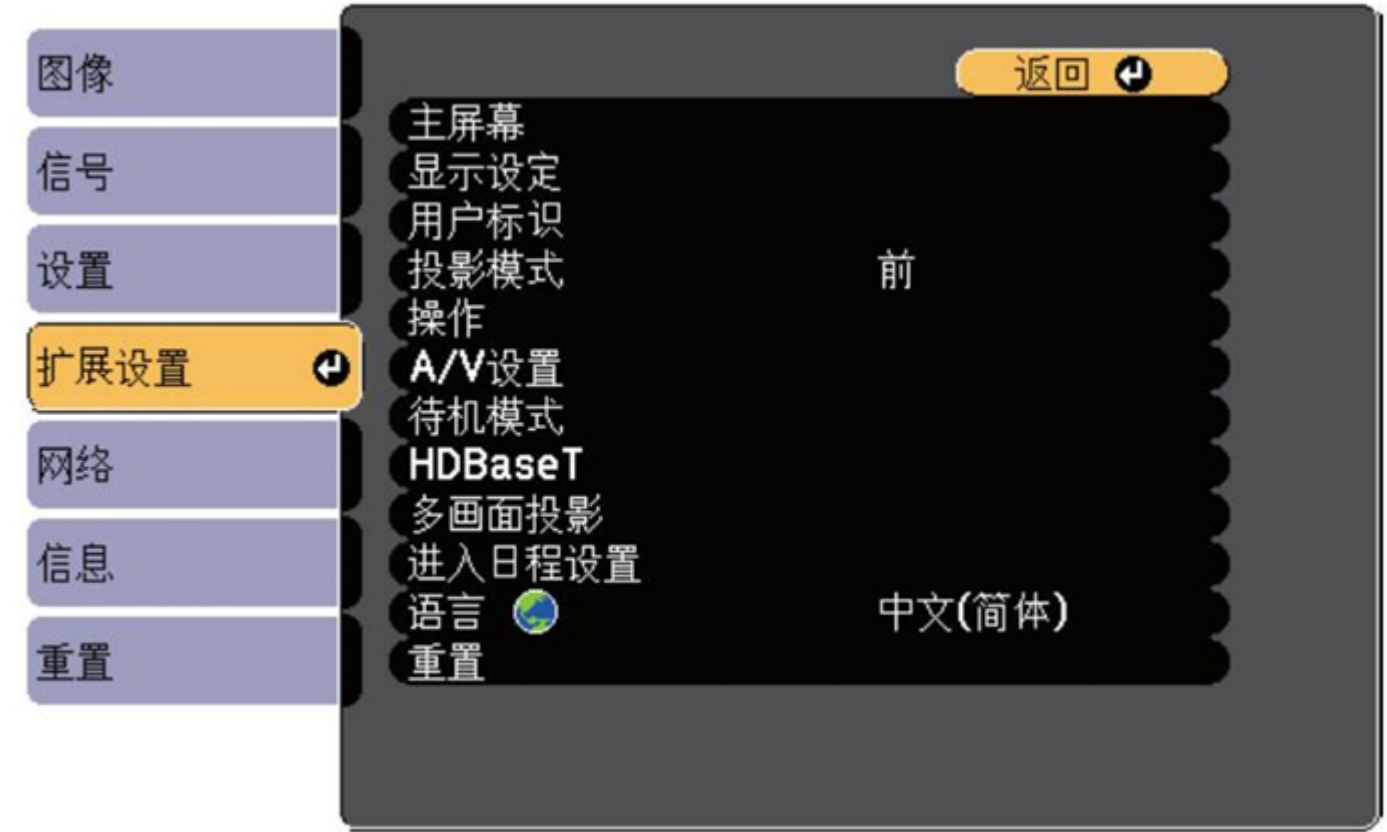 图像
信号
设置
扩展设置
网络
信息
重置
返回
主屏幕
显示设定
用户标识
投影模式 前
操作
A/V设置
待机模式
HDBaseT
多画面投影
进入日程设置
语言 中文(简体)
重置